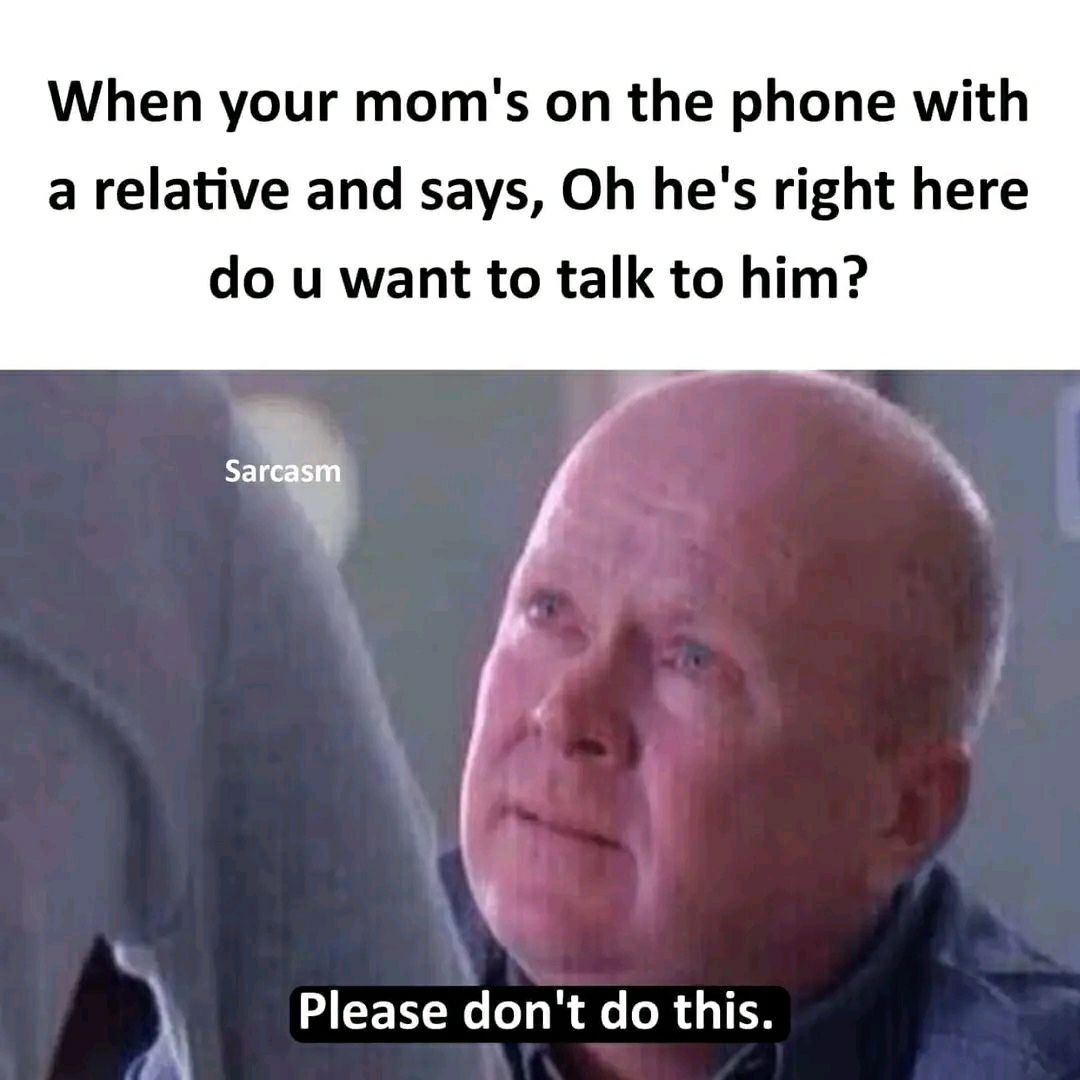 When your mom's on the phone with
a relative and says, Oh he's right here
do u want to talk to him?
Sarcasm
Please don't do this.